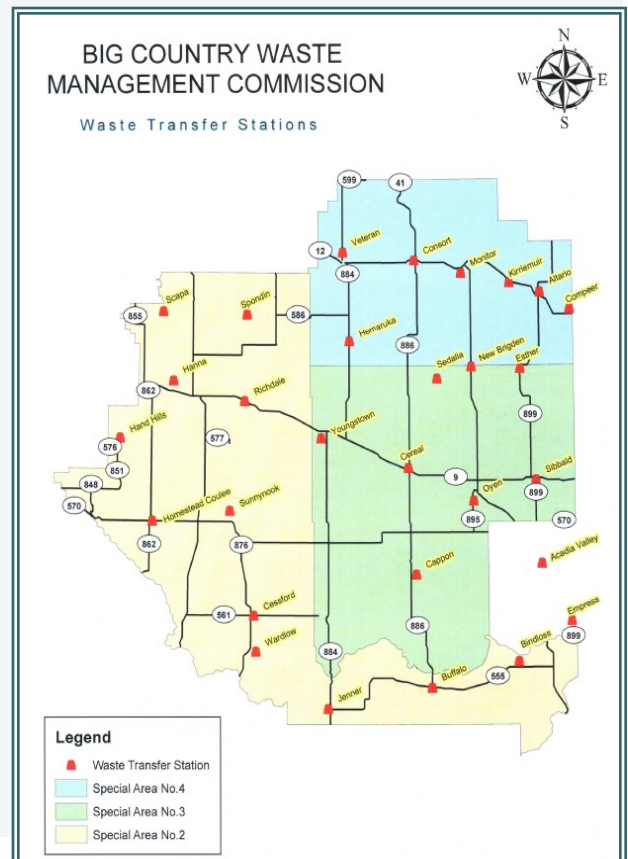 BIG COUNTRY WASTE
MANAGEMENT COMMISSION
Waste Transfer Stations
N
W
E
S
599
41
Veteran
12
Consort
Monitor
884
Kirriemuir
Altario
Compeer
Scapa
Spondin
855
586
Hemaruka
886
Sedalia
New Brigden
Esther
Hanna
862
Richdale
899
Hand Hills
577
Youngstown
576
851
Cereal
9
Sibbald
848
899
570
Sunnynook
Oyen
Homestead Coulee
895
570
862
876
Acadia Valley
Cappon
Cessford
561
886
Empress
899
Wardlow
884
Bindloss
555
Buffalo
Jenner
Legend
Waste Transfer Station
Special Area No.4
Special Area No.3
Special Area No.2